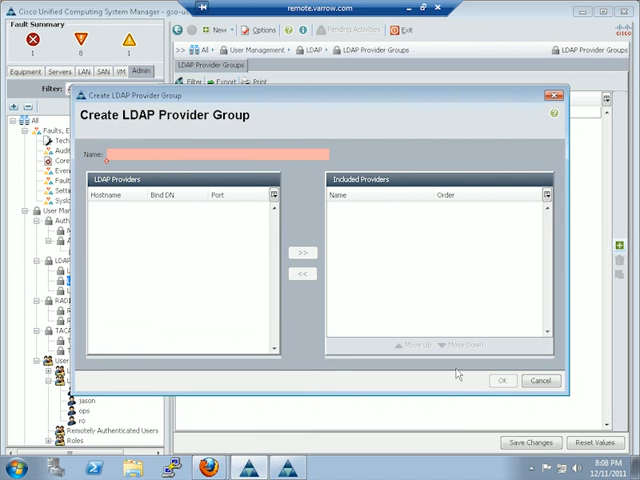 remote.varrow.com
Cisco Unified Computing System Manager - gso-uc
Fault Summary
1 8 1
New Options Pending Activities Exit
cisco
>> All User Management LDAP LDAP Provider Groups LDAP Provider Groups
Equipment Servers LAN SAN VM Admin
LDAP Provider Groups
Filter:
Filter Export Print
All
Faults, E
Tech
Audit
Core
Even
Faul
Settin
Syslo
User Man
Auth
LDAP
RADI
TACA
User
jason
ops
ro
Remotely Authenticated Users
Roles
Create LDAP Provider Group
Create LDAP Provider Group
Name:
LDAP Providers
Included Providers
Hostname Bind DN Port
Name Order
>>
<<
Move Up Move Down
OK Cancel
Save Changes Reset Values
8:08 PM
12/11/2011